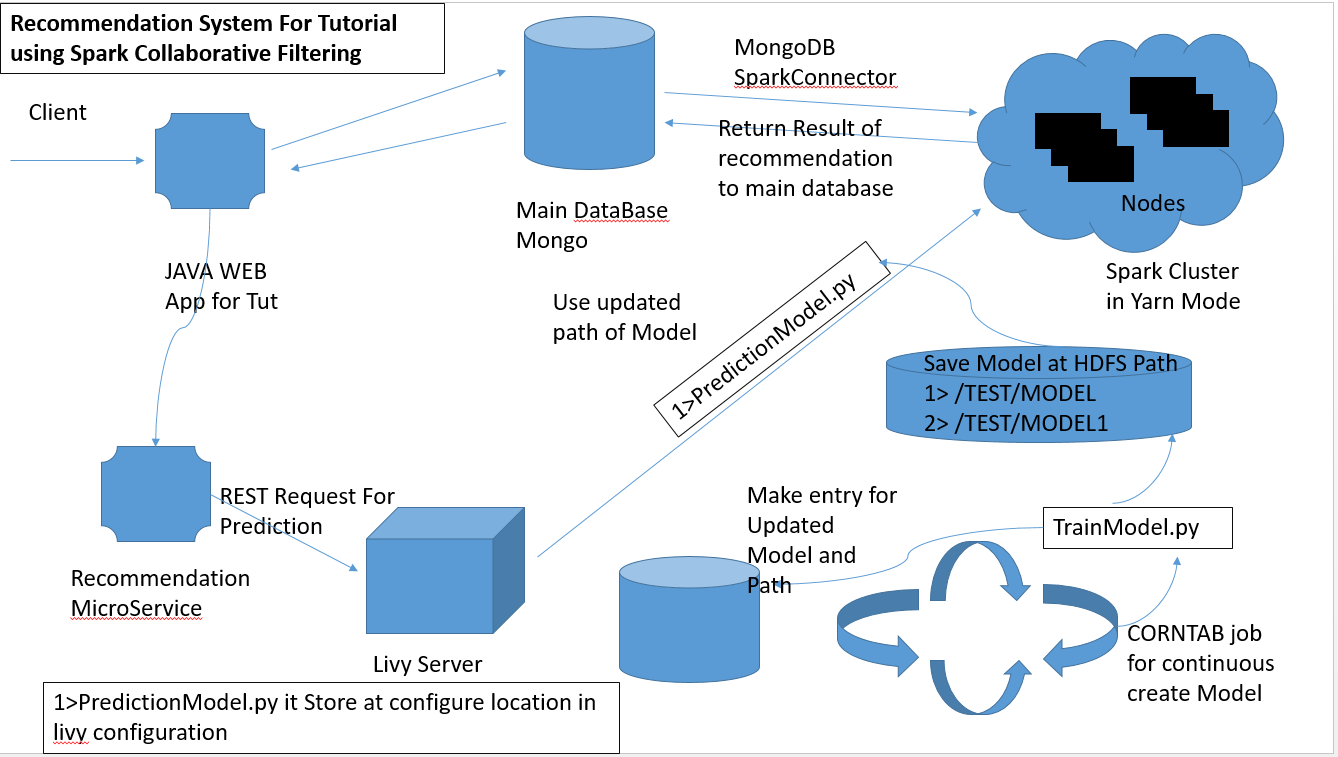 Recommendation System For Tutorial
using Spark Collaborative Filtering
Client
MongoDB
SparkConnector
Return Result of
recommendation
to main database
Nodes
Main DataBase
Mongo
JAVA WEB
App for Tut
Spark Cluster
in Yarn Mode
Use updated
path of Model
1>PredictionModel.py
Save Model at HDFS Path
1> /TEST/MODEL
2> /TEST/MODEL1
REST Request For
Prediction
Make entry for
Updated
Model and
Path
TrainModel.py
Recommendation
MicroService
Livy Server
CORNTAB job
for continuous
create Model
1>PredictionModel.py it Store at configure location in
livy configuration